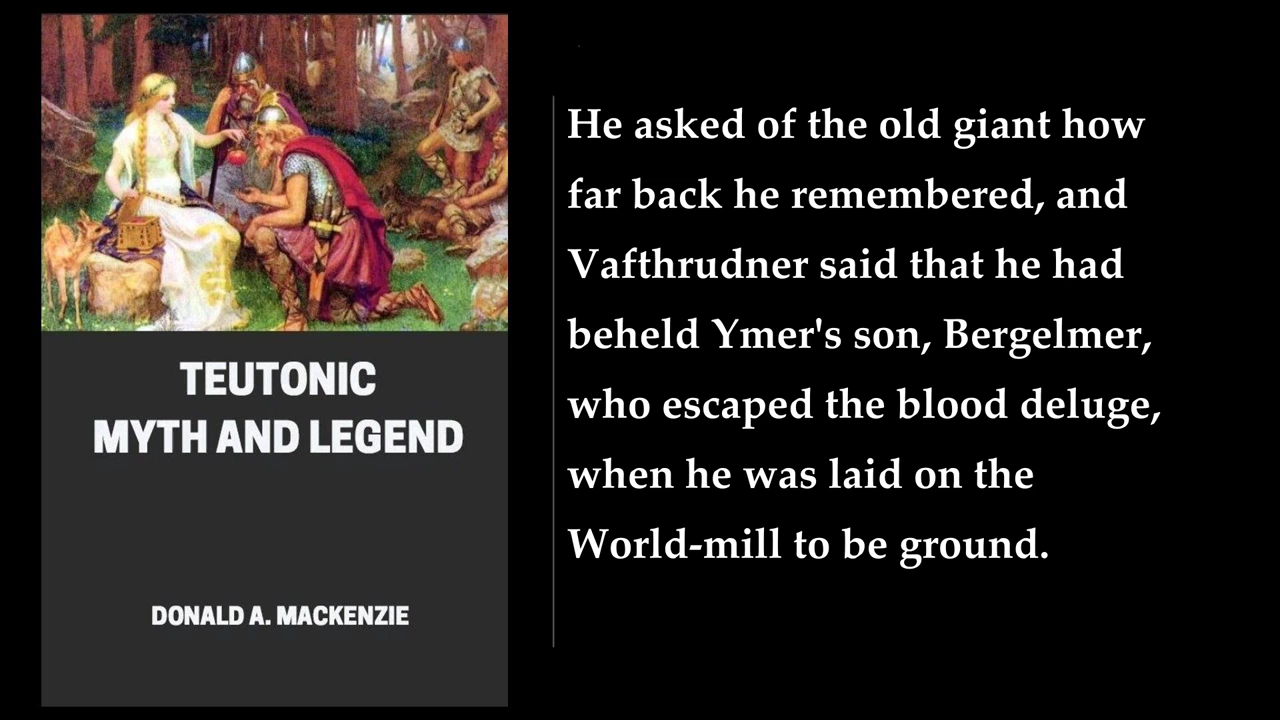 TEUTONIC
MYTH AND LEGEND
DONALD A. MACKENZIE
He asked of the old giant how
far back he remembered, and
Vafthrudner said that he had
beheld Ymer's son, Bergelmer,
who escaped the blood deluge,
when he was laid on the
World-mill to be ground.